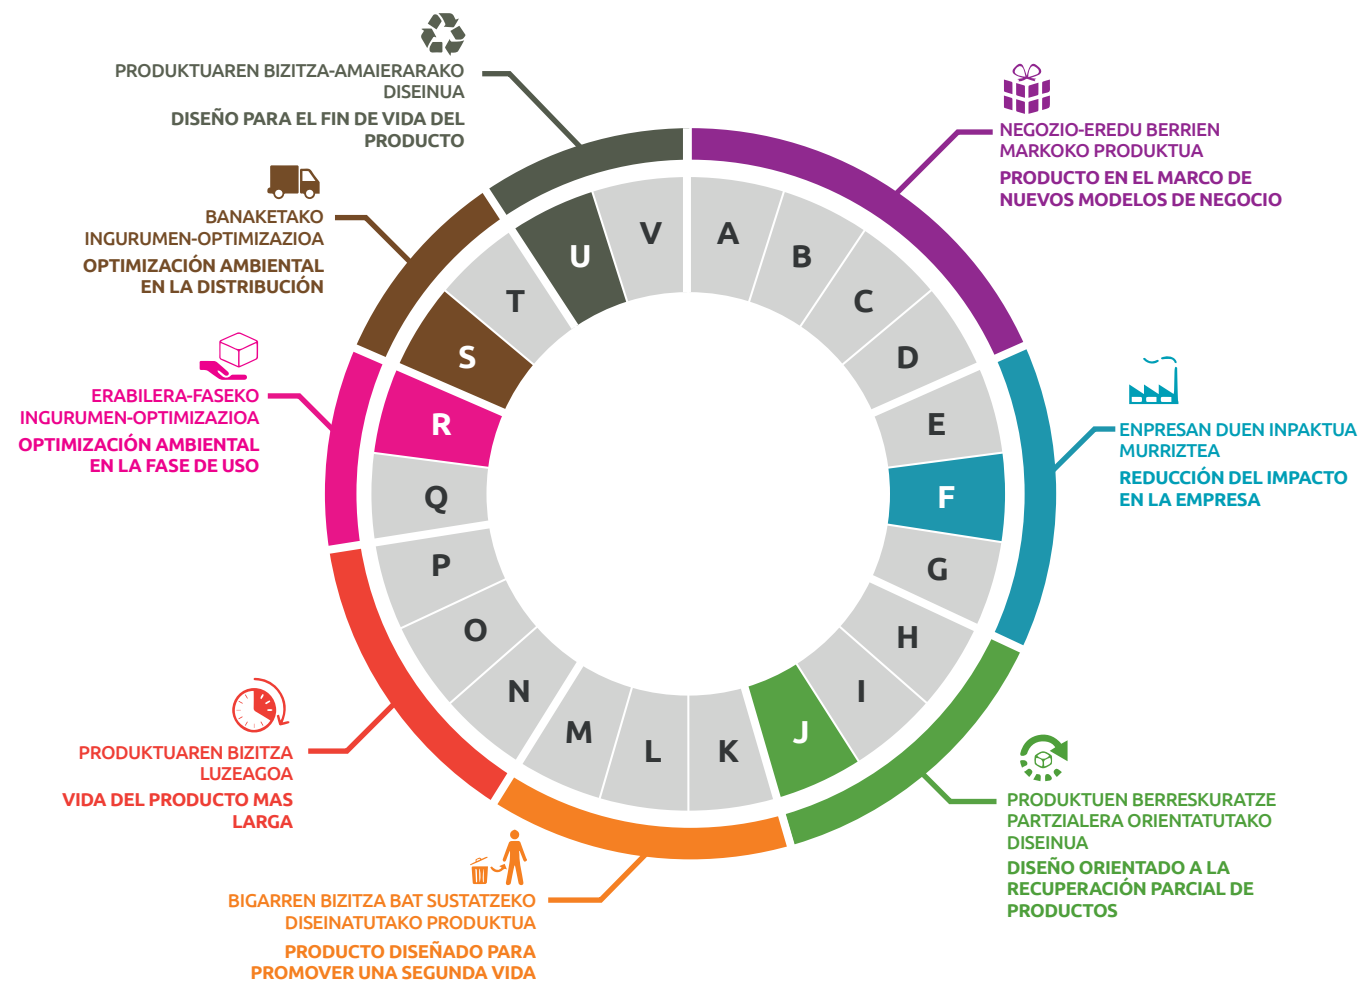 PRODUKTUAREN BIZITZA-AMAIERARAKO
DISEINUA
DISEÑO PARA EL FIN DE VIDA DEL
PRODUCTO
NEGOZIO-EREDU BERRIEN
MARKOKO PRODUKTUA
PRODUCTO EN EL MARCO DE
NUEVOS MODELOS DE NEGOCIO
BANAKETAKO
INGURUMEN-OPTIMIZAZIOA
OPTIMIZACIÓN AMBIENTAL
EN LA DISTRIBUCIÓN
ERABILERA-FASEKO
INGURUMEN-OPTIMIZAZIOA
OPTIMIZACIÓN AMBIENTAL
EN LA FASE DE USO
ENPRESAN DUEN INPAKTUA
MURRIZTEA
REDUCCIÓN DEL IMPACTO
EN LA EMPRESA
A
B
C
D
E
F
G
H
I
J
K
L
M
N
O
P
Q
R
S
T
U
V
PRODUKTUAREN BIZITZA
LUZEAGOA
VIDA DEL PRODUCTO MAS
LARGA
PRODUKTUEN BERRESKURATZE
PARTZIALERA ORIENTATUTAKO
DISEINUA
DISEÑO ORIENTADO A LA
RECUPERACIÓN PARCIAL DE
PRODUCTOS
BIGARREN BIZITZA BAT SUSTATZEKO
DISEINATUTAKO PRODUKTUA
PRODUCTO DISEÑADO PARA
PROMOVER UNA SEGUNDA VIDA